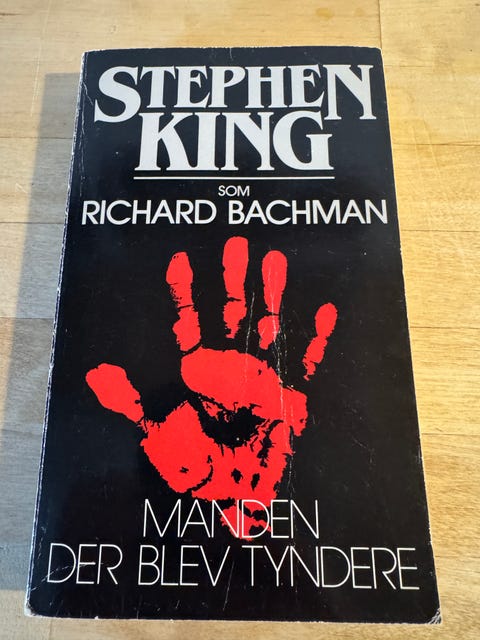 STEPHEN
KING
SOM
RICHARD BACHMAN
MANDEN
DER BLEV TYNDERE